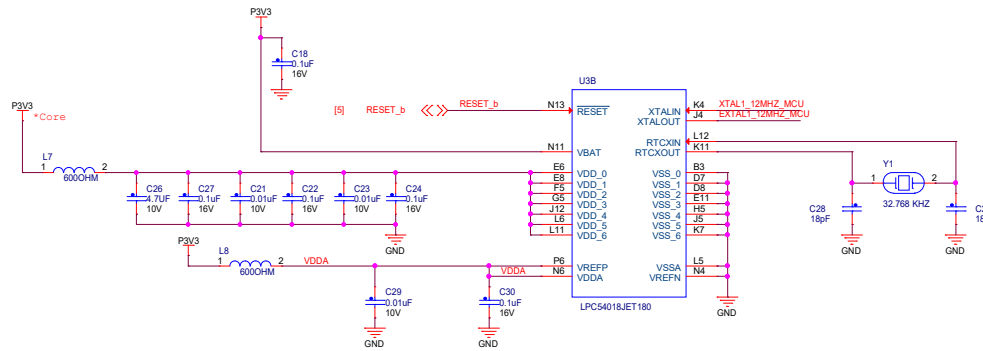 P3V3
C18
0.1uF
16V
U3B
P3V3
*Core
[5] RESET_b
RESET_b
N13
RESET
XTALIN
K4
XTAL1_12MHZ_MCU
XTALOUT
J4
EXTAL1_12MHZ_MCU
RTCXIN
L12
RTCXOUT
K11
N11
VBAT
L7
1
2
600OHM
E6
VDD_0
E8
VDD_1
F5
VDD_2
G5
VDD_3
J12
VDD_4
L6
VDD_5
L11
VDD_6
VSS_0
B3
VSS_1
D7
VSS_2
D8
VSS_3
E11
VSS_4
H5
VSS_5
J5
VSS_6
K7
Y1
1
2
32.768 KHZ
C26
4.7UF
10V
C27
0.1uF
16V
C21
0.01uF
10V
C22
0.1uF
16V
C23
0.01uF
10V
C24
0.1uF
16V
C28
18pF
GND
GND
GND
P3V3
L8
1
2
600OHM
VDDA
VDDA
P6
VREFP
N6
VDDA
VSSA
L5
VREFN
N4
C29
0.01uF
10V
C30
0.1uF
16V
LPC54018JET180
GND
GND
GND